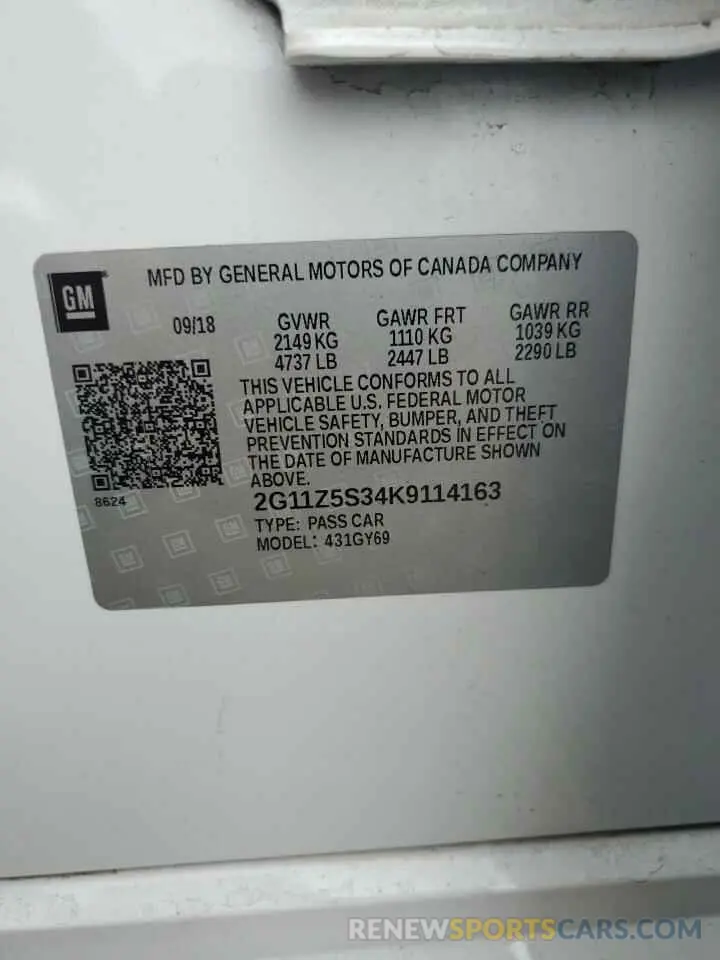 GM
MFD BY GENERAL MOTORS OF CANADA COMPANY
09/18 GVWR GAWR FRT GAWR RR
2149 KG 1110 KG 1039 KG
4737 LB 2447 LB 2290 LB
THIS VEHICLE CONFORMS TO ALL
APPLICABLE U.S. FEDERAL MOTOR
VEHICLE SAFETY, BUMPER, AND THEFT
PREVENTION STANDARDS IN EFFECT ON
THE DATE OF MANUFACTURE SHOWN
ABOVE.
8624
2G11Z5S34K9114163
TYPE: PASS CAR
MODEL: 431GY69
RENEWSPORTSCARS.COM